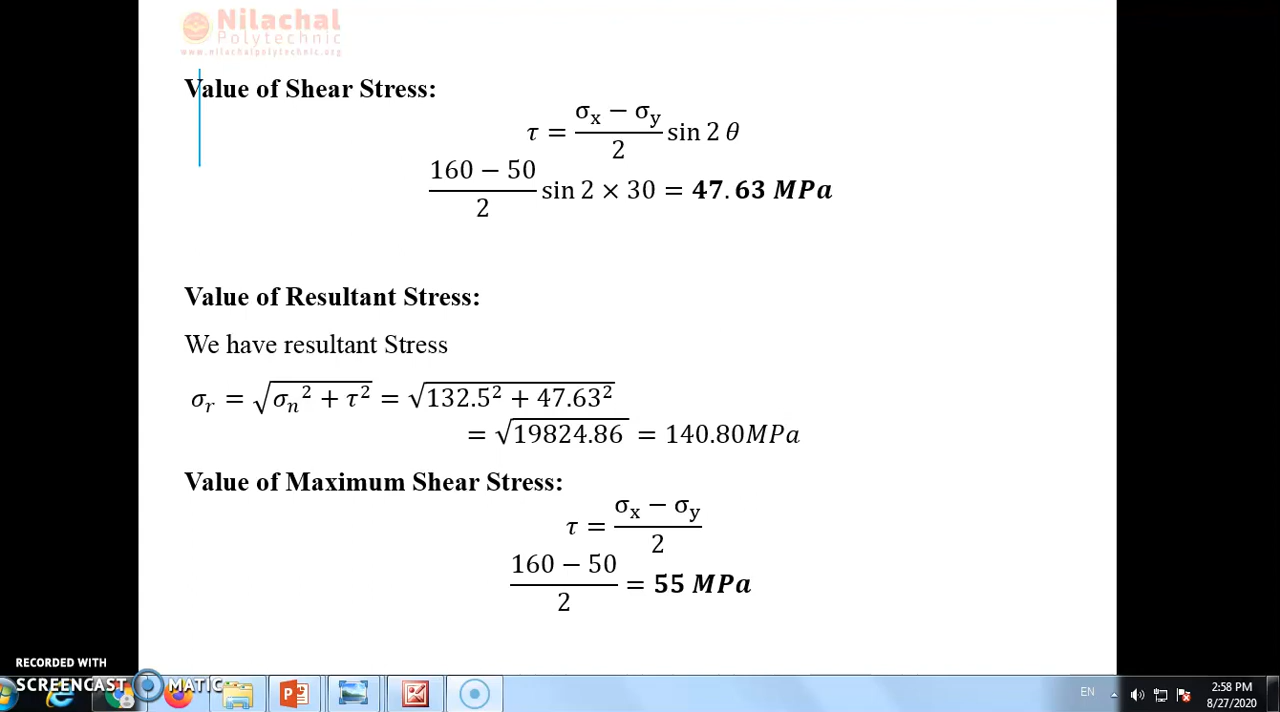 Nilachal
Polytechnic
www.nilachalpolytechnic.org
Value of Shear Stress:
τ = (σx − σy)/2 sin 2 θ
(160 − 50)/2 sin 2 × 30 = 47.63 MPa
Value of Resultant Stress:
We have resultant Stress
σr = √(σn² + τ²) = √(132.5² + 47.63²)
= √19824.86 = 140.80MPa
Value of Maximum Shear Stress:
τ = (σx − σy)/2
(160 − 50)/2 = 55 MPa
RECORDED WITH
SCREENCAST MATIC
EN
2:58 PM
8/27/2020